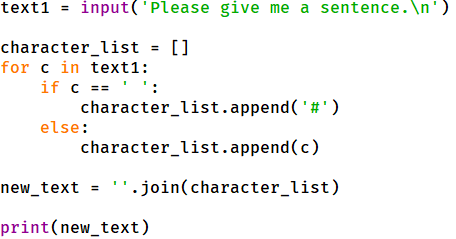 text1 = input('Please give me a sentence.\n')
character_list = []
for c in text1:
    if c == ' ':
        character_list.append('#')
    else:
        character_list.append(c)
new_text = ''.join(character_list)
print(new_text)